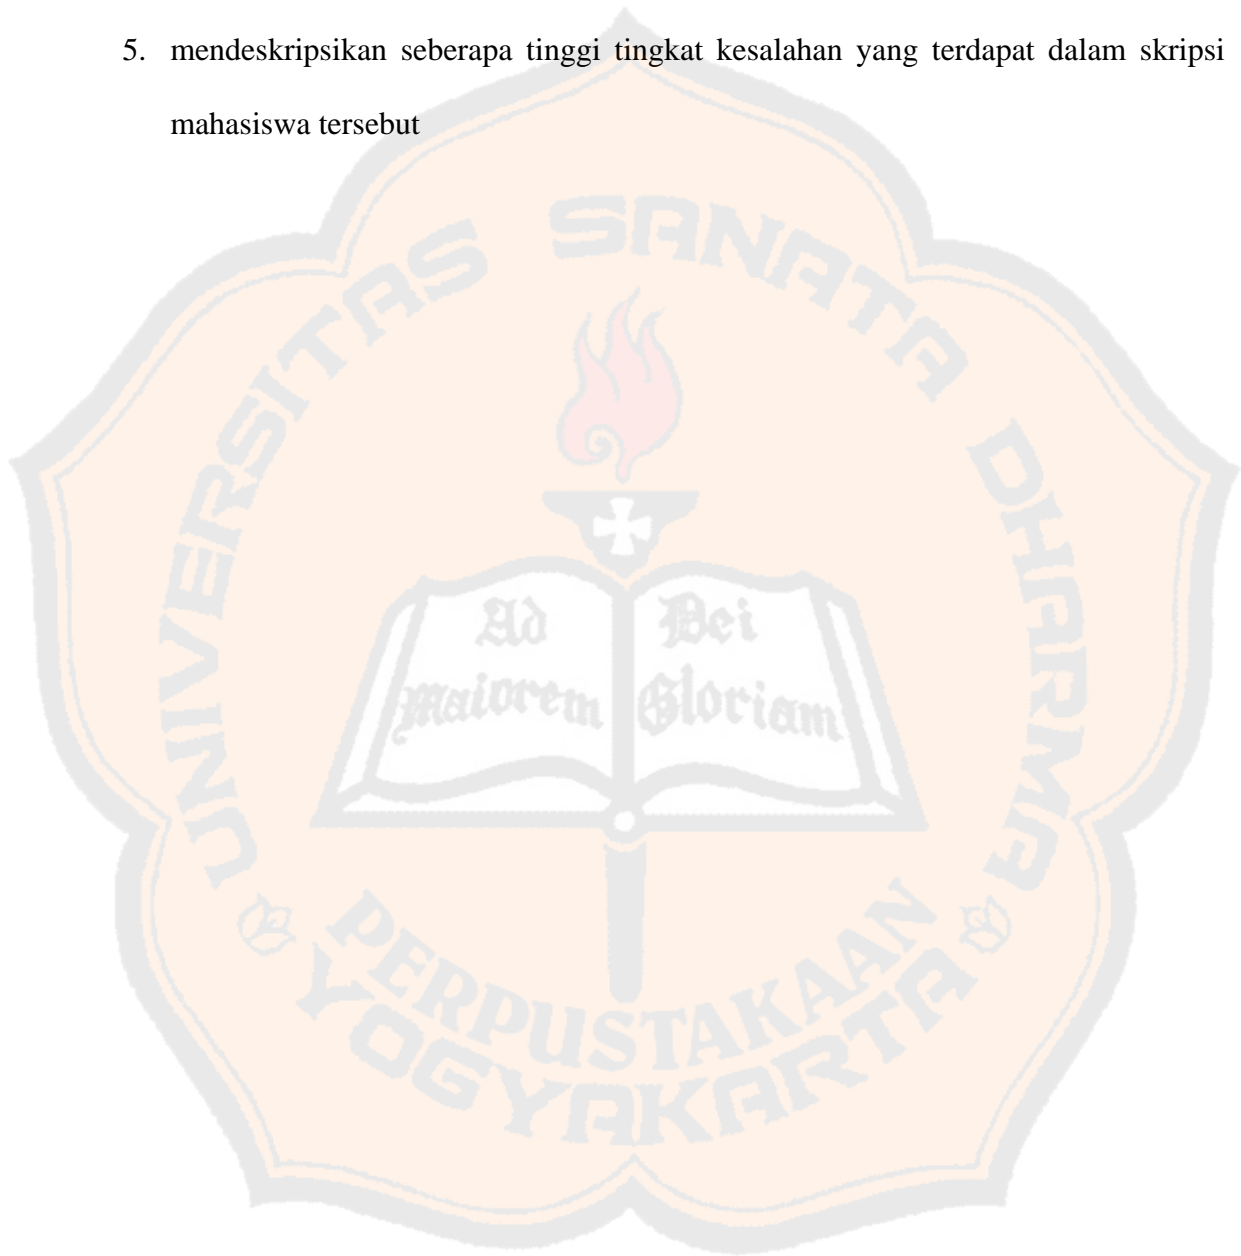 5. mendeskripsikan seberapa tinggi tingkat kesalahan yang terdapat dalam skripsi
mahasiswa tersebut
UNIVERSITAS SANATA DHARMA
Ad Dei
maiorem Gloriam
PERPUSTAKAAN
YOGYAKARTA